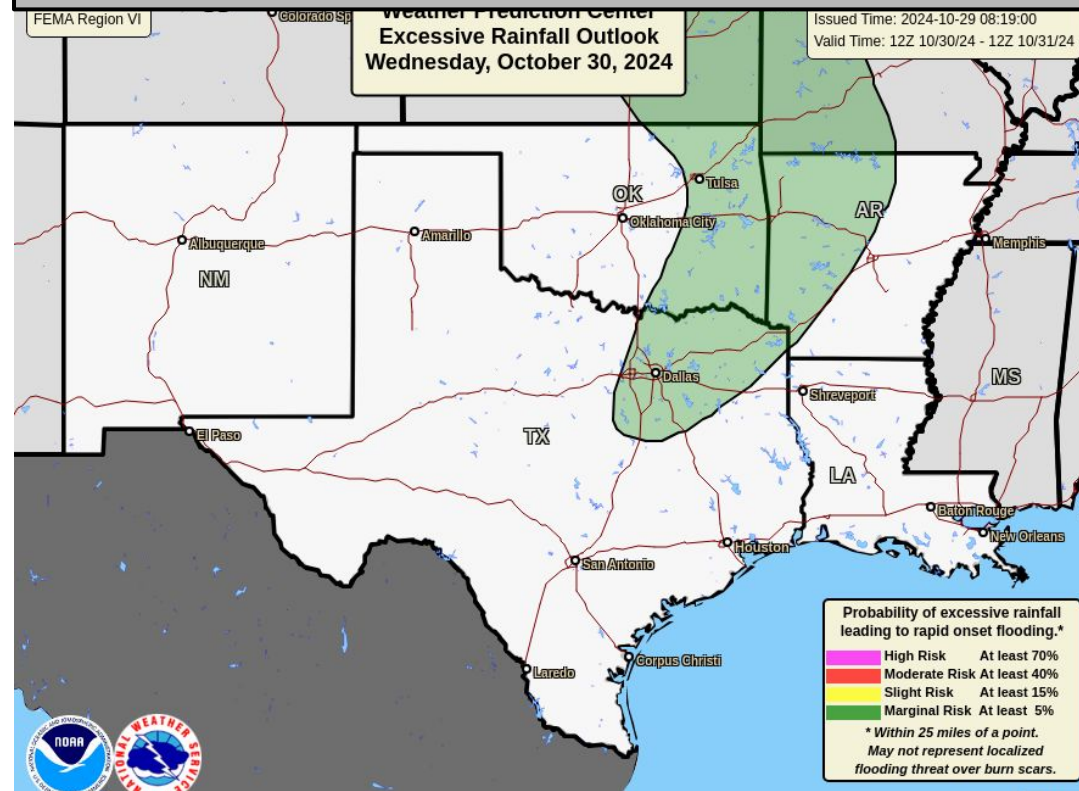 FEMA Region VI
Colorado Sp
Weather Prediction Center
Excessive Rainfall Outlook
Wednesday, October 30, 2024
Issued Time: 2024-10-29 08:19:00
Valid Time: 12Z 10/30/24 - 12Z 10/31/24
Tulsa
OK
Oklahoma City
AR
Amarillo
Albuquerque
Memphis
NM
Dallas
MS
Shreveport
El Paso
TX
LA
Baton Rouge
New Orleans
Houston
San Antonio
Corpus Christi
Laredo
Probability of excessive rainfall
leading to rapid onset flooding.*
High Risk At least 70%
Moderate Risk At least 40%
Slight Risk At least 15%
Marginal Risk At least 5%
* Within 25 miles of a point.
May not represent localized
flooding threat over burn scars.
NOAA
NATIONAL WEATHER SERVICE